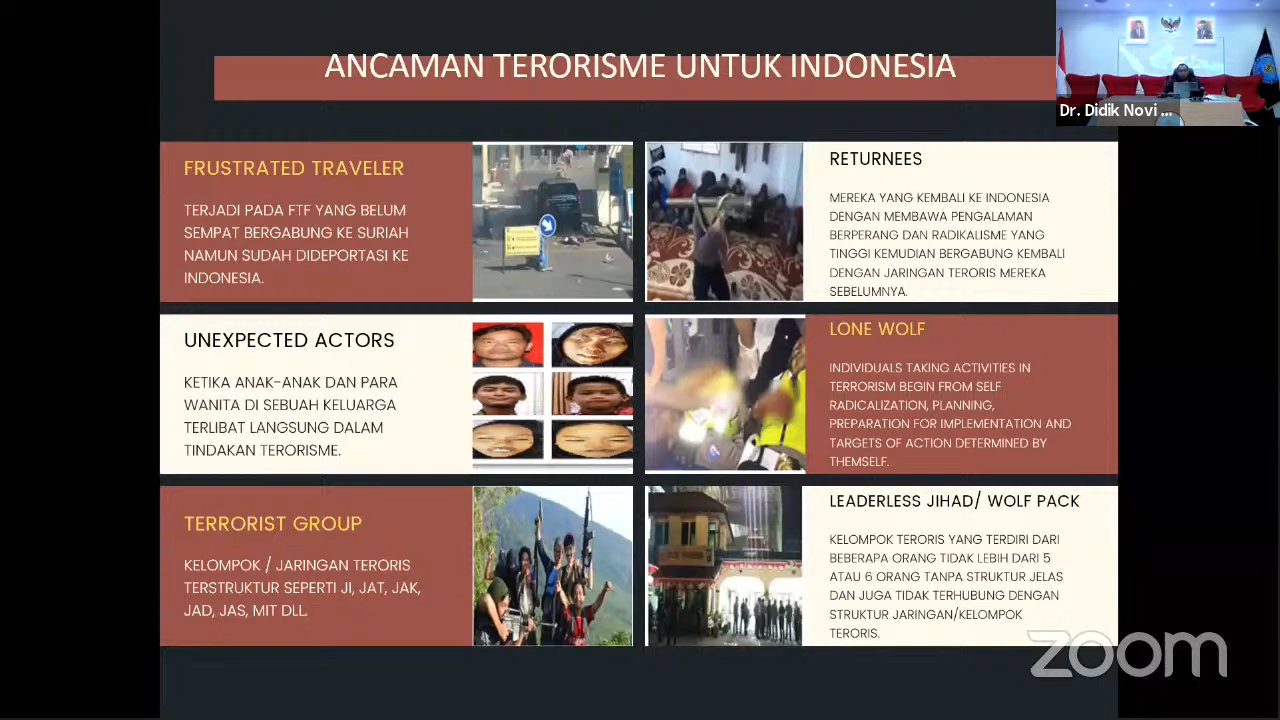 ANCAMAN TERORISME UNTUK INDONESIA
Dr. Didik Novi ...
FRUSTRATED TRAVELER
TERJADI PADA FTF YANG BELUM
SEMPAT BERGABUNG KE SURIAH
NAMUN SUDAH DIDEPORTASI KE
INDONESIA.
RETURNEES
MEREKA YANG KEMBALI KE INDONESIA
DENGAN MEMBAWA PENGALAMAN
BERPERANG DAN RADIKALISME YANG
TINGGI KEMUDIAN BERGABUNG KEMBALI
DENGAN JARINGAN TERORIS MEREKA
SEBELUMNYA.
UNEXPECTED ACTORS
KETIKA ANAK-ANAK DAN PARA
WANITA DI SEBUAH KELUARGA
TERLIBAT LANGSUNG DALAM
TINDAKAN TERORISME.
LONE WOLF
INDIVIDUALS TAKING ACTIVITIES IN
TERRORISM BEGIN FROM SELF
RADICALIZATION, PLANNING,
PREPARATION FOR IMPLEMENTATION AND
TARGETS OF ACTION DETERMINED BY
THEMSELF.
TERRORIST GROUP
KELOMPOK / JARINGAN TERORIS
TERSTRUKTUR SEPERTI JI, JAT, JAK,
JAD, JAS, MIT DLL.
LEADERLESS JIHAD/ WOLF PACK
KELOMPOK TERORIS YANG TERDIRI DARI
BEBERAPA ORANG TIDAK LEBIH DARI 5
ATAU 6 ORANG TANPA STRUKTUR JELAS
DAN JUGA TIDAK TERHUBUNG DENGAN
STRUKTUR JARINGAN/KELOMPOK
TERORIS.
zoom